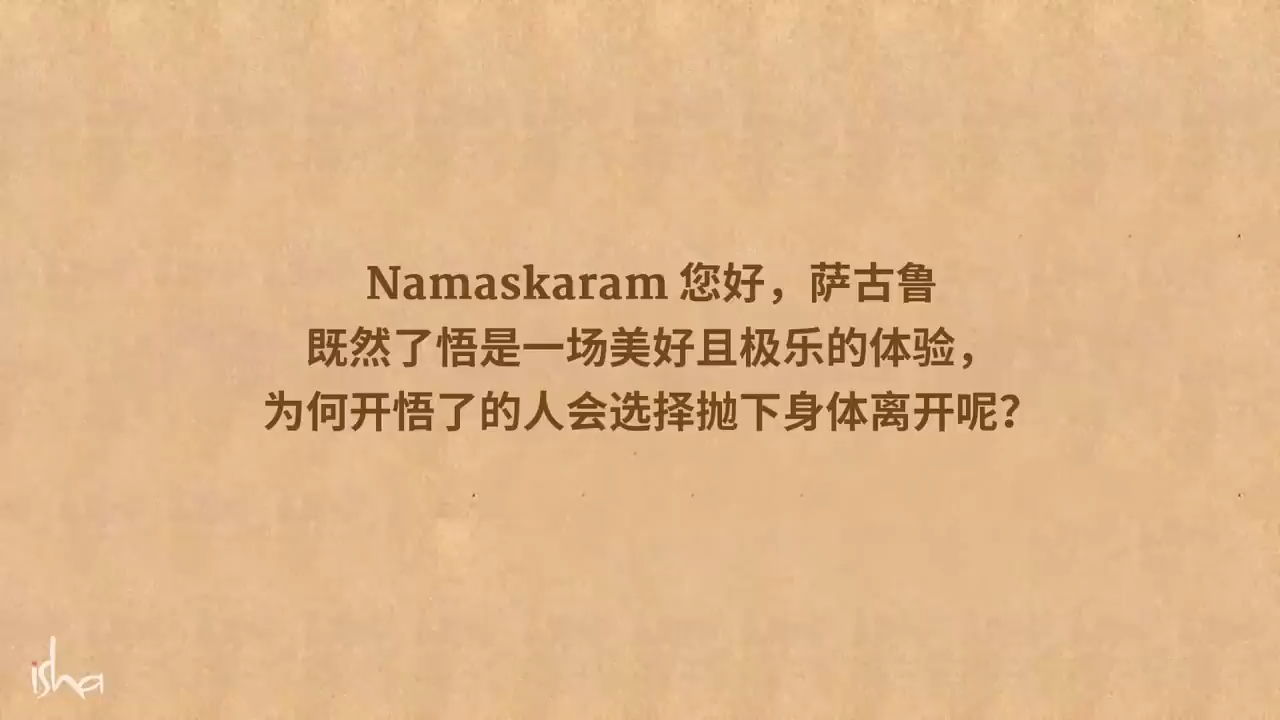 Namaskaram 您好，萨古鲁
既然了悟是一场美好且极乐的体验，
为何开悟了的人会选择抛下身体离开呢？
isha